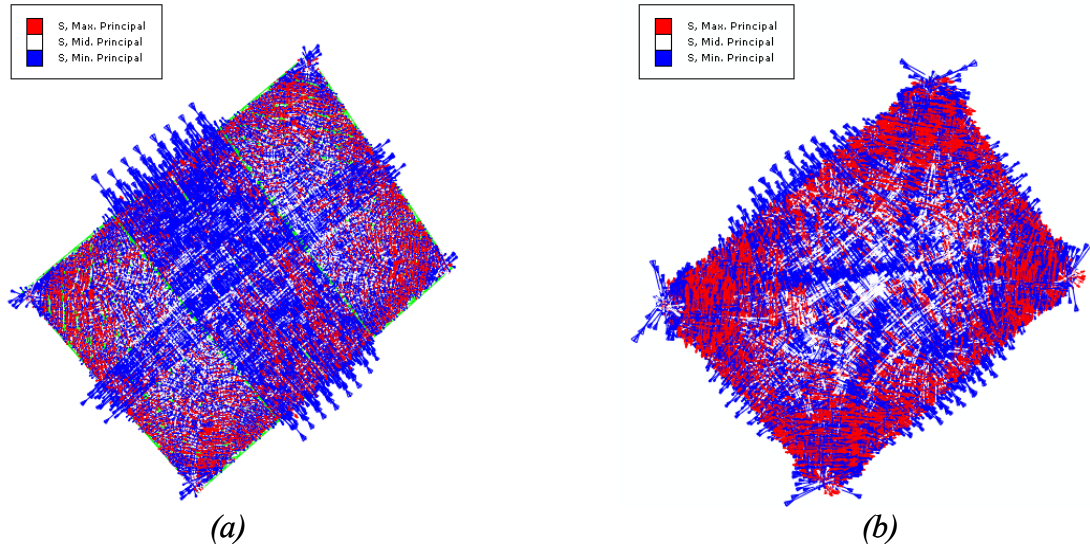 S, Max. Principal
S, Mid. Principal
S, Min. Principal
S, Max. Principal
S, Mid. Principal
S, Min. Principal
(a)
(b)